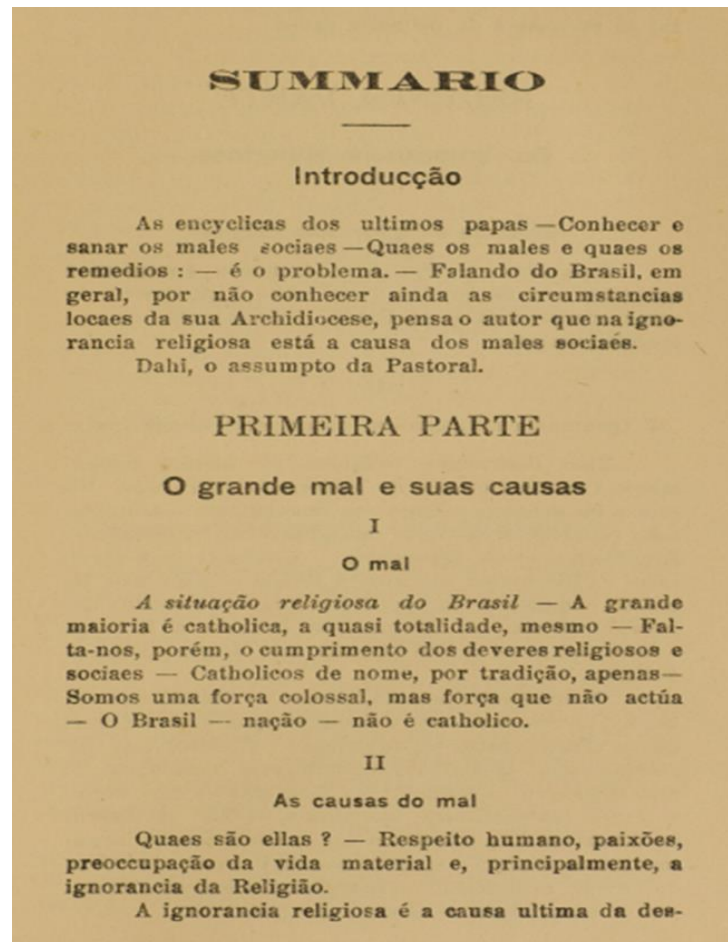 SUMMARIO
Introducção
As encyclicas dos ultimos papas —Conhecer e
sanar os males sociaes —Quaes os males e quaes os
remedios : — é o problema. — Falando do Brasil, em
geral, por não conhecer ainda as circumstancias
locaes da sua Archidiocese, pensa o autor que na igno-
rancia religiosa está a causa dos males sociaes.
Dahi, o assumpto da Pastoral.
PRIMEIRA PARTE
O grande mal e suas causas
I
O mal
A situação religiosa do Brasil — A grande
maioria é catholica, a quasi totalidade, mesmo — Fal-
ta-nos, porém, o cumprimento dos deveres religiosos e
sociaes — Catholicos de nome, por tradição, apenas—
Somos uma força colossal, mas força que não actúa
— O Brasil — nação — não é catholico.
II
As causas do mal
Quaes são ellas ? — Respeito humano, paixões,
preoccupação da vida material e, principalmente, a
ignorancia da Religião.
A ignorancia religiosa é a causa ultima da des-